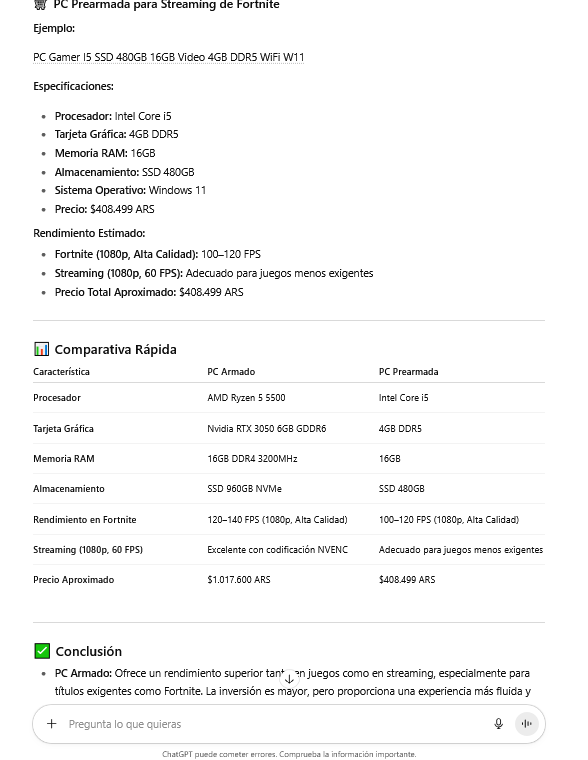 PC Prearmada para Streaming de Fortnite
Ejemplo:
PC Gamer I5 SSD 480GB 16GB Video 4GB DDR5 WiFi W11
Especificaciones:
Procesador: Intel Core i5
Tarjeta Gráfica: 4GB DDR5
Memoria RAM: 16GB
Almacenamiento: SSD 480GB
Sistema Operativo: Windows 11
Precio: $408.499 ARS
Rendimiento Estimado:
Fortnite (1080p, Alta Calidad): 100–120 FPS
Streaming (1080p, 60 FPS): Adecuado para juegos menos exigentes
Precio Total Aproximado: $408.499 ARS
Comparativa Rápida
Característica PC Armado PC Prearmada
Procesador AMD Ryzen 5 5500 Intel Core i5
Tarjeta Gráfica Nvidia RTX 3050 6GB GDDR6 4GB DDR5
Memoria RAM 16GB DDR4 3200MHz 16GB
Almacenamiento SSD 960GB NVMe SSD 480GB
Rendimiento en Fortnite 120–140 FPS (1080p, Alta Calidad) 100–120 FPS (1080p, Alta Calidad)
Streaming (1080p, 60 FPS) Excelente con codificación NVENC Adecuado para juegos menos exigentes
Precio Aproximado $1.017.600 ARS $408.499 ARS
Conclusión
PC Armado: Ofrece un rendimiento superior tanto en juegos como en streaming, especialmente para
títulos exigentes como Fortnite. La inversión es mayor, pero proporciona una experiencia más fluida y
Pregunta lo que quieras
ChatGPT puede cometer errores. Comprueba la información importante.